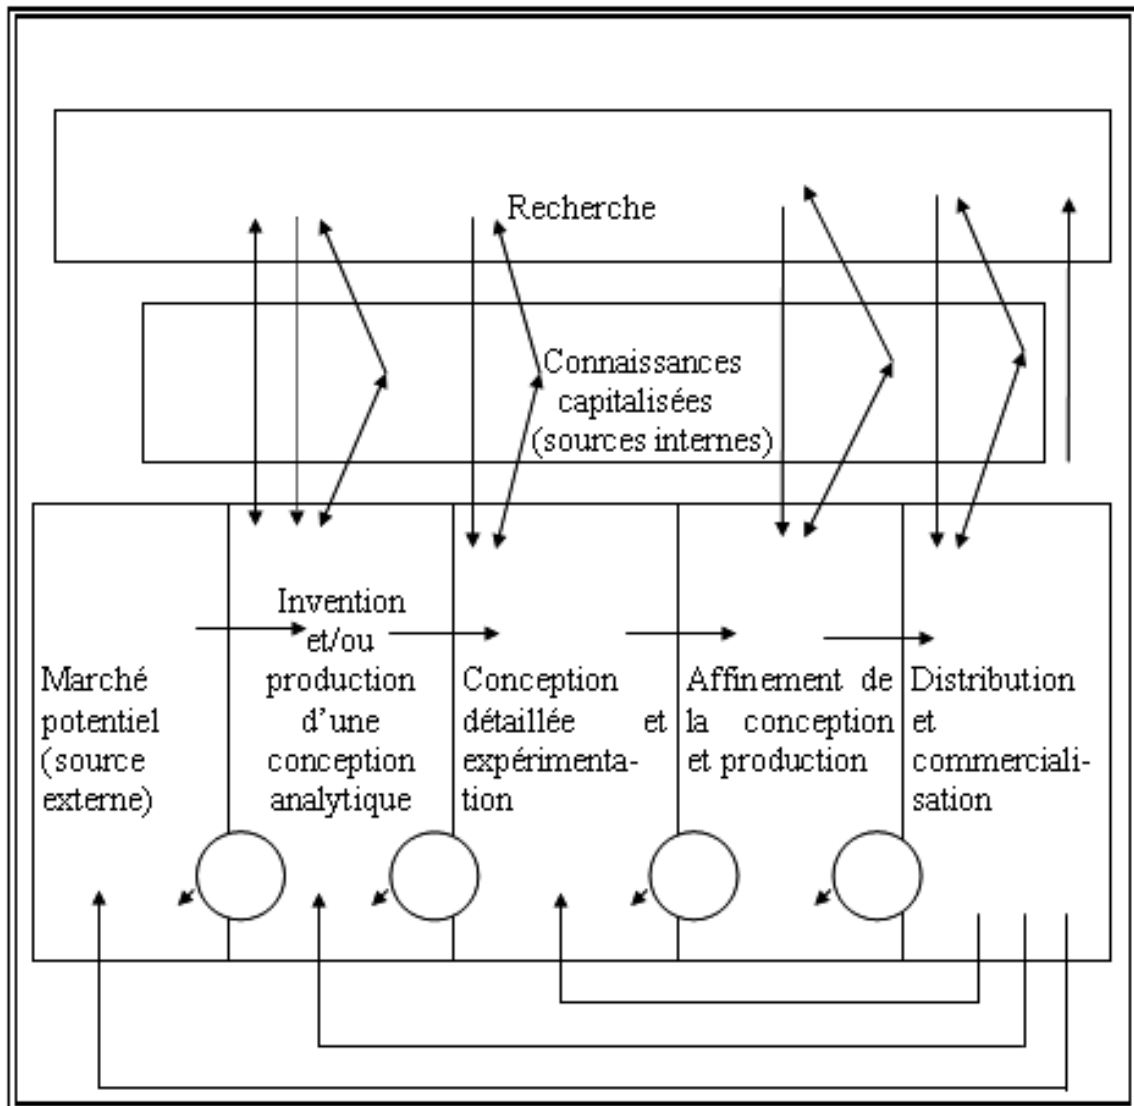 Recherche
Connaissances
capitalisées
(sources internes)
Marché
potentiel
(source
externe)
Invention
et/ou
production
d’une
conception
analytique
Conception
détaillée et
expérimenta-
tion
Affinement de
la conception
et production
Distribution
et
commerciali-
sation